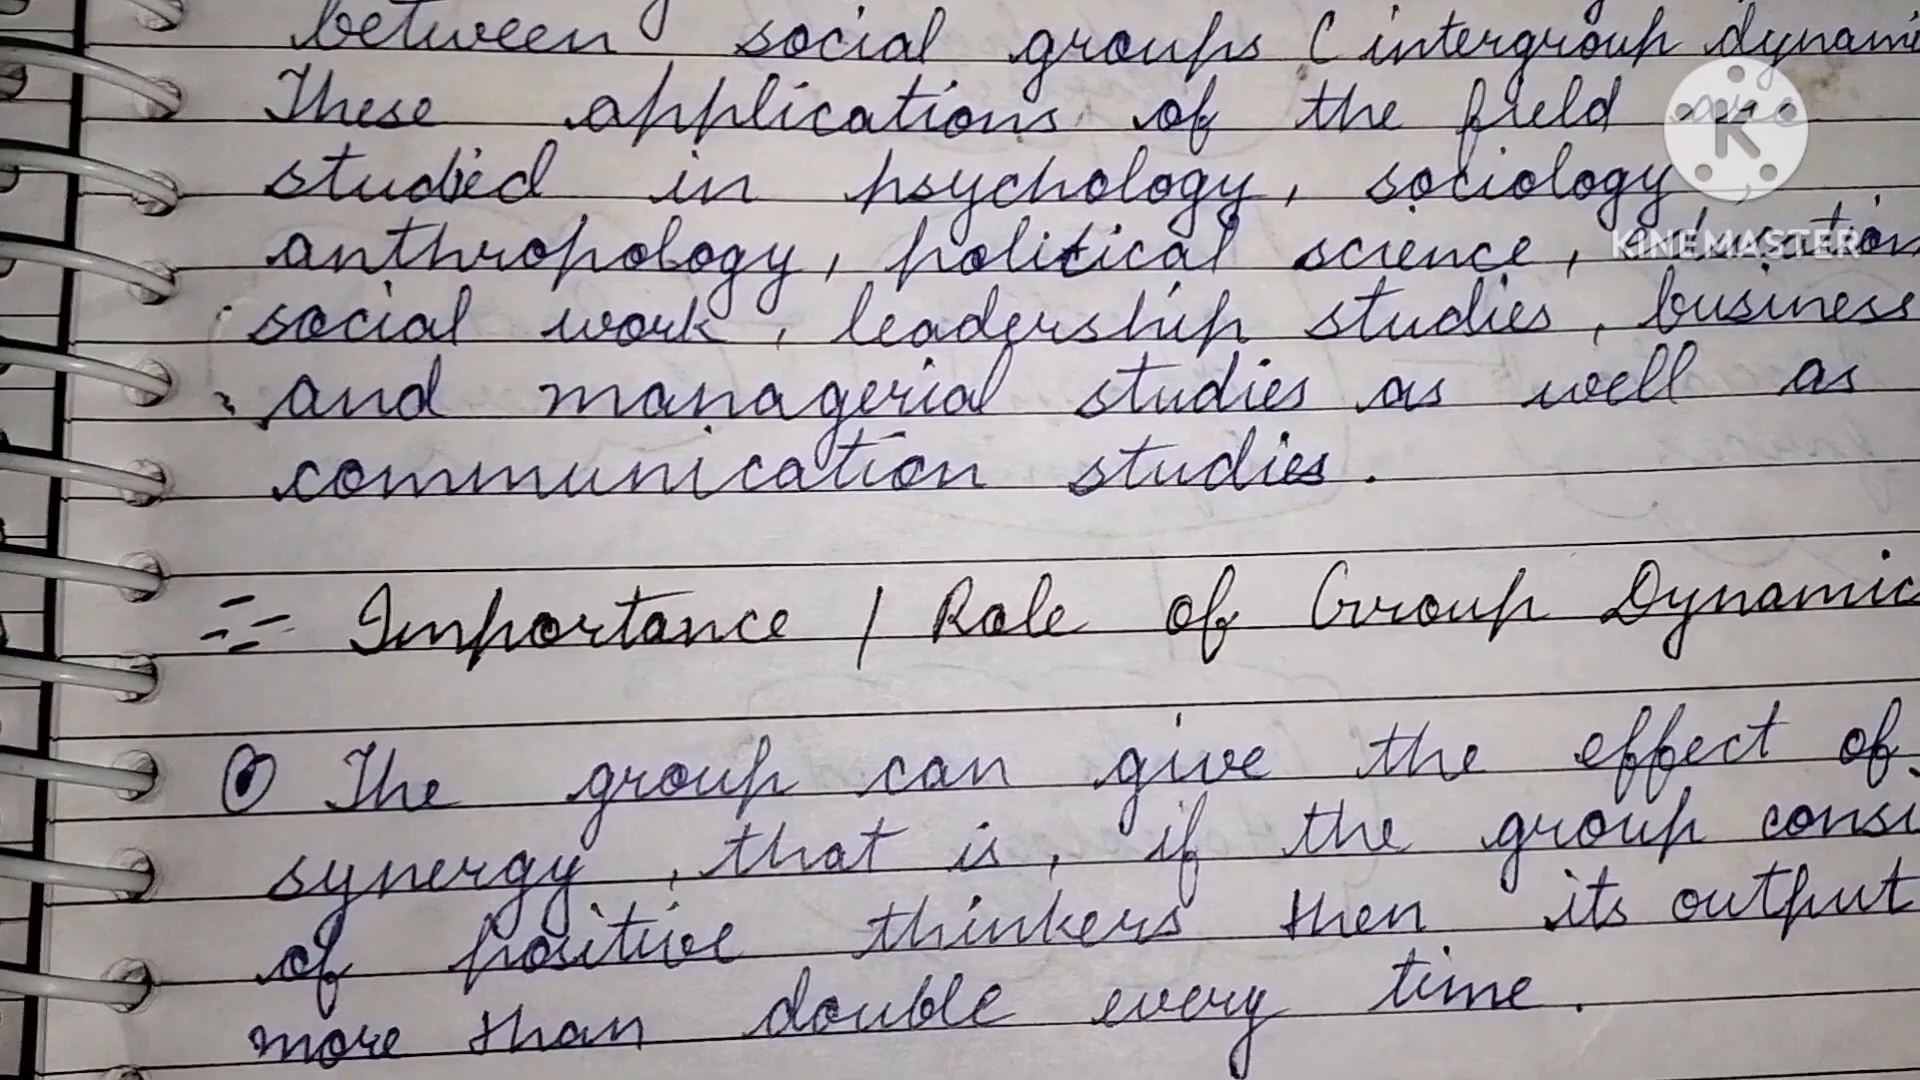 between social groups (intergroup dynami
These applications of the field are
studied in psychology, sociology,
anthropology, political science, education
social work, leadership studies, business
and managerial studies as well as
communication studies.
Importance / Role of Group Dynamic
The group can give the effect of
synergy, that is, if the group consi
of positive thinkers then its output
more than double every time.
K
KINEMASTER